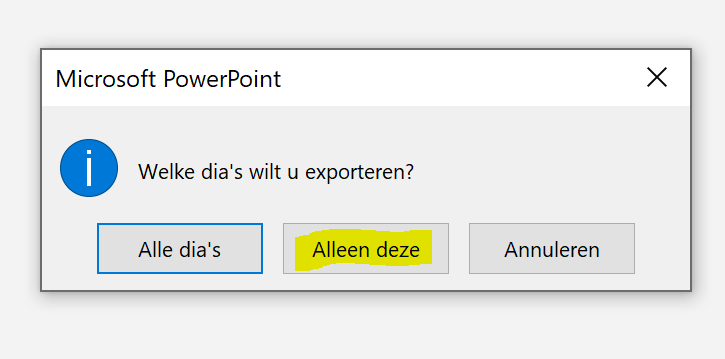 Microsoft PowerPoint
Welke dia's wilt u exporteren?
Alle dia's
Alleen deze
Annuleren